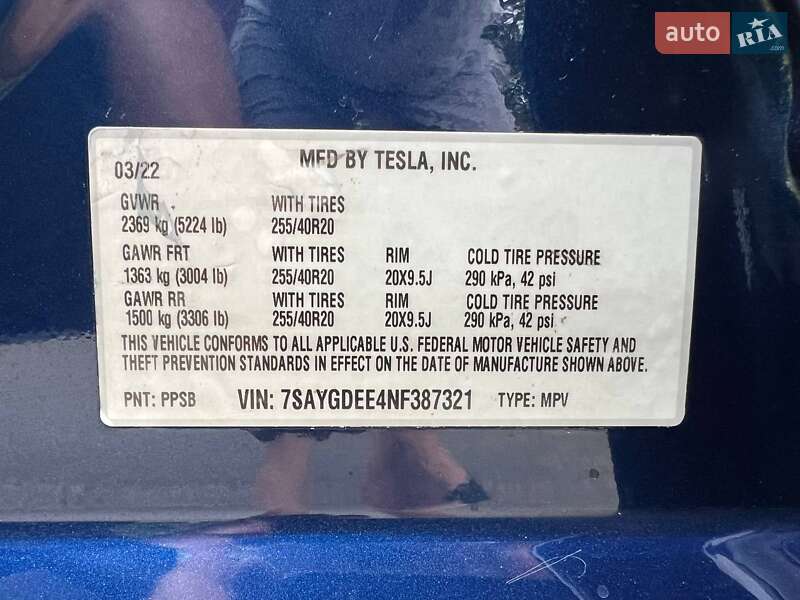 auto RIA.com
03/22 MFD BY TESLA, INC.
GVWR WITH TIRES
2369 kg (5224 lb) 255/40R20
GAWR FRT WITH TIRES RIM COLD TIRE PRESSURE
1363 kg (3004 lb) 255/40R20 20X9.5J 290 kPa, 42 psi
GAWR RR WITH TIRES RIM COLD TIRE PRESSURE
1500 kg (3306 lb) 255/40R20 20X9.5J 290 kPa, 42 psi
THIS VEHICLE CONFORMS TO ALL APPLICABLE U.S. FEDERAL MOTOR VEHICLE SAFETY AND
THEFT PREVENTION STANDARDS IN EFFECT ON THE DATE OF MANUFACTURE SHOWN ABOVE.
PNT: PPSB VIN: 7SAYGDEE4NF387321 TYPE: MPV